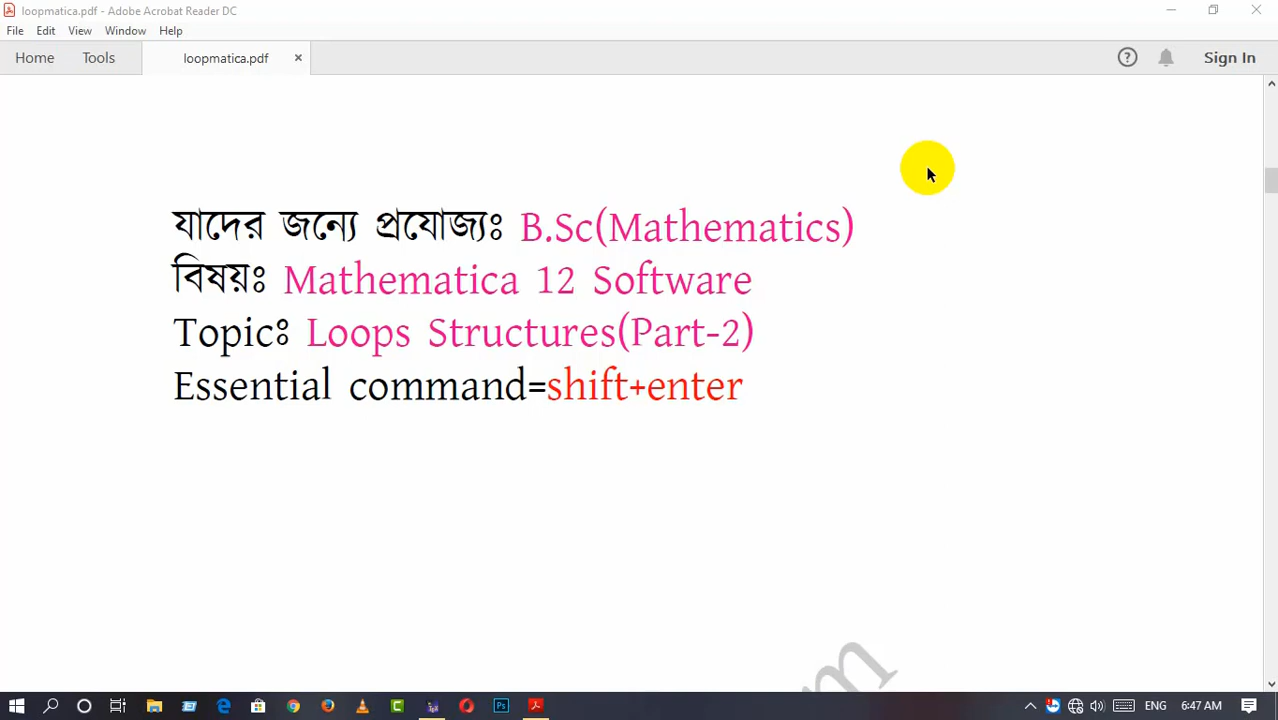 loopmatica.pdf - Adobe Acrobat Reader DC
File Edit View Window Help
Home Tools loopmatica.pdf × Sign In
যাদের জন্যে প্রযোজ্যঃ B.Sc(Mathematics)
বিষয়ঃ Mathematica 12 Software
Topicঃ Loops Structures(Part-2)
Essential command=shift+enter
m
ENG 6:47 AM